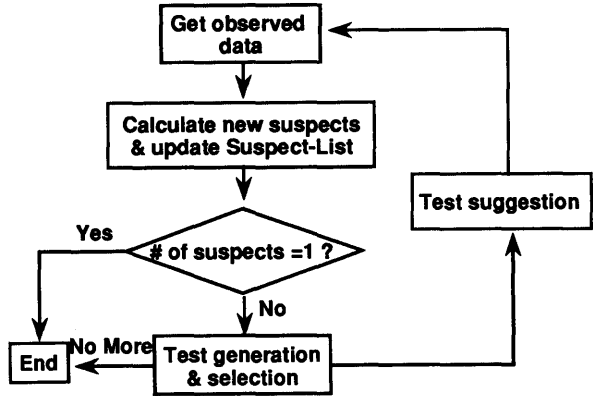 Get observed
data
Calculate new suspects
& update Suspect-List
Test suggestion
Yes
# of suspects =1 ?
No
End
No More
Test generation
& selection